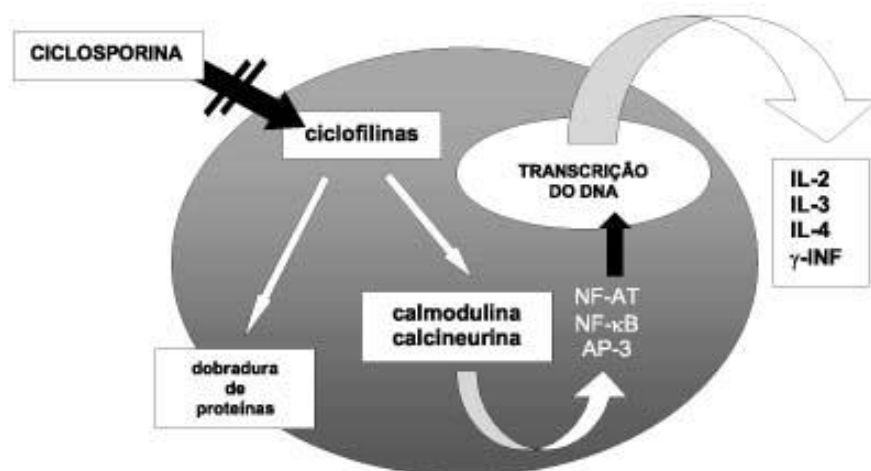 CICLOSPORINA
ciclofilinas
TRANSCRIÇÃO
DO DNA
IL-2
IL-3
IL-4
γ-INF
calmodulina
calcineurina
NF-AT
NF-κB
AP-3
dobradura
de
proteínas